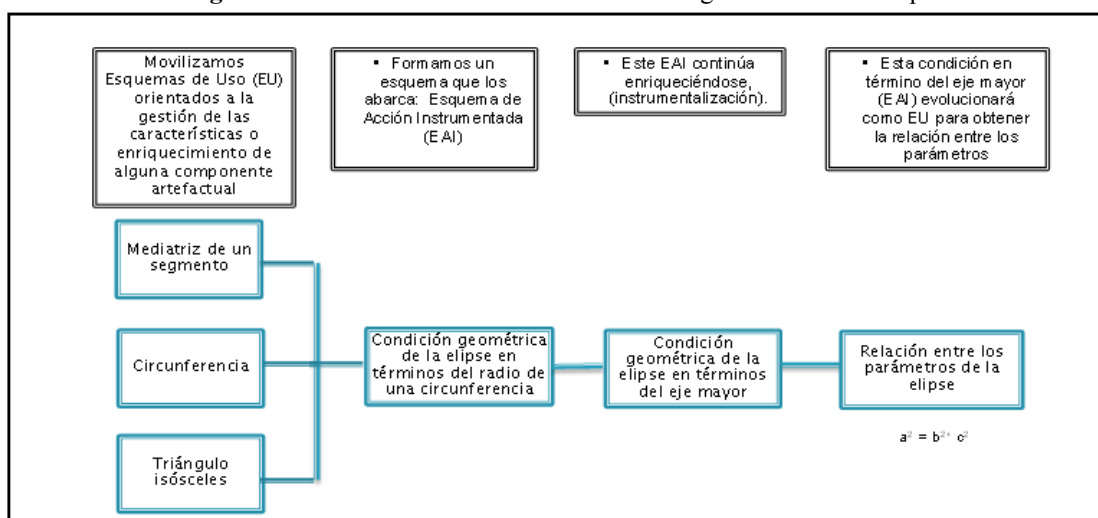 Movilizamos
Esquemas de Uso (EU)
orientados a la
gestión de las
características o
enriquecimiento de
alguna componente
artefactual
▪ Formamos un
esquema que los
abarca: Esquema de
Acción Instrumentada
(EAI)
▪ Este EAI continúa
enriqueciéndose,
(instrumentalización).
▪ Esta condición en
término del eje mayor
(EAI) evolucionará
como EU para obtener
la relación entre los
parámetros
Mediatriz de un
segmento
Circunferencia
Triángulo
isósceles
Condición geométrica
de la elipse en
términos del radio de
una circunferencia
Condición
geométrica de la
elipse en términos
del eje mayor
Relación entre los
parámetros de la
elipse
a² = b²⁺ c²